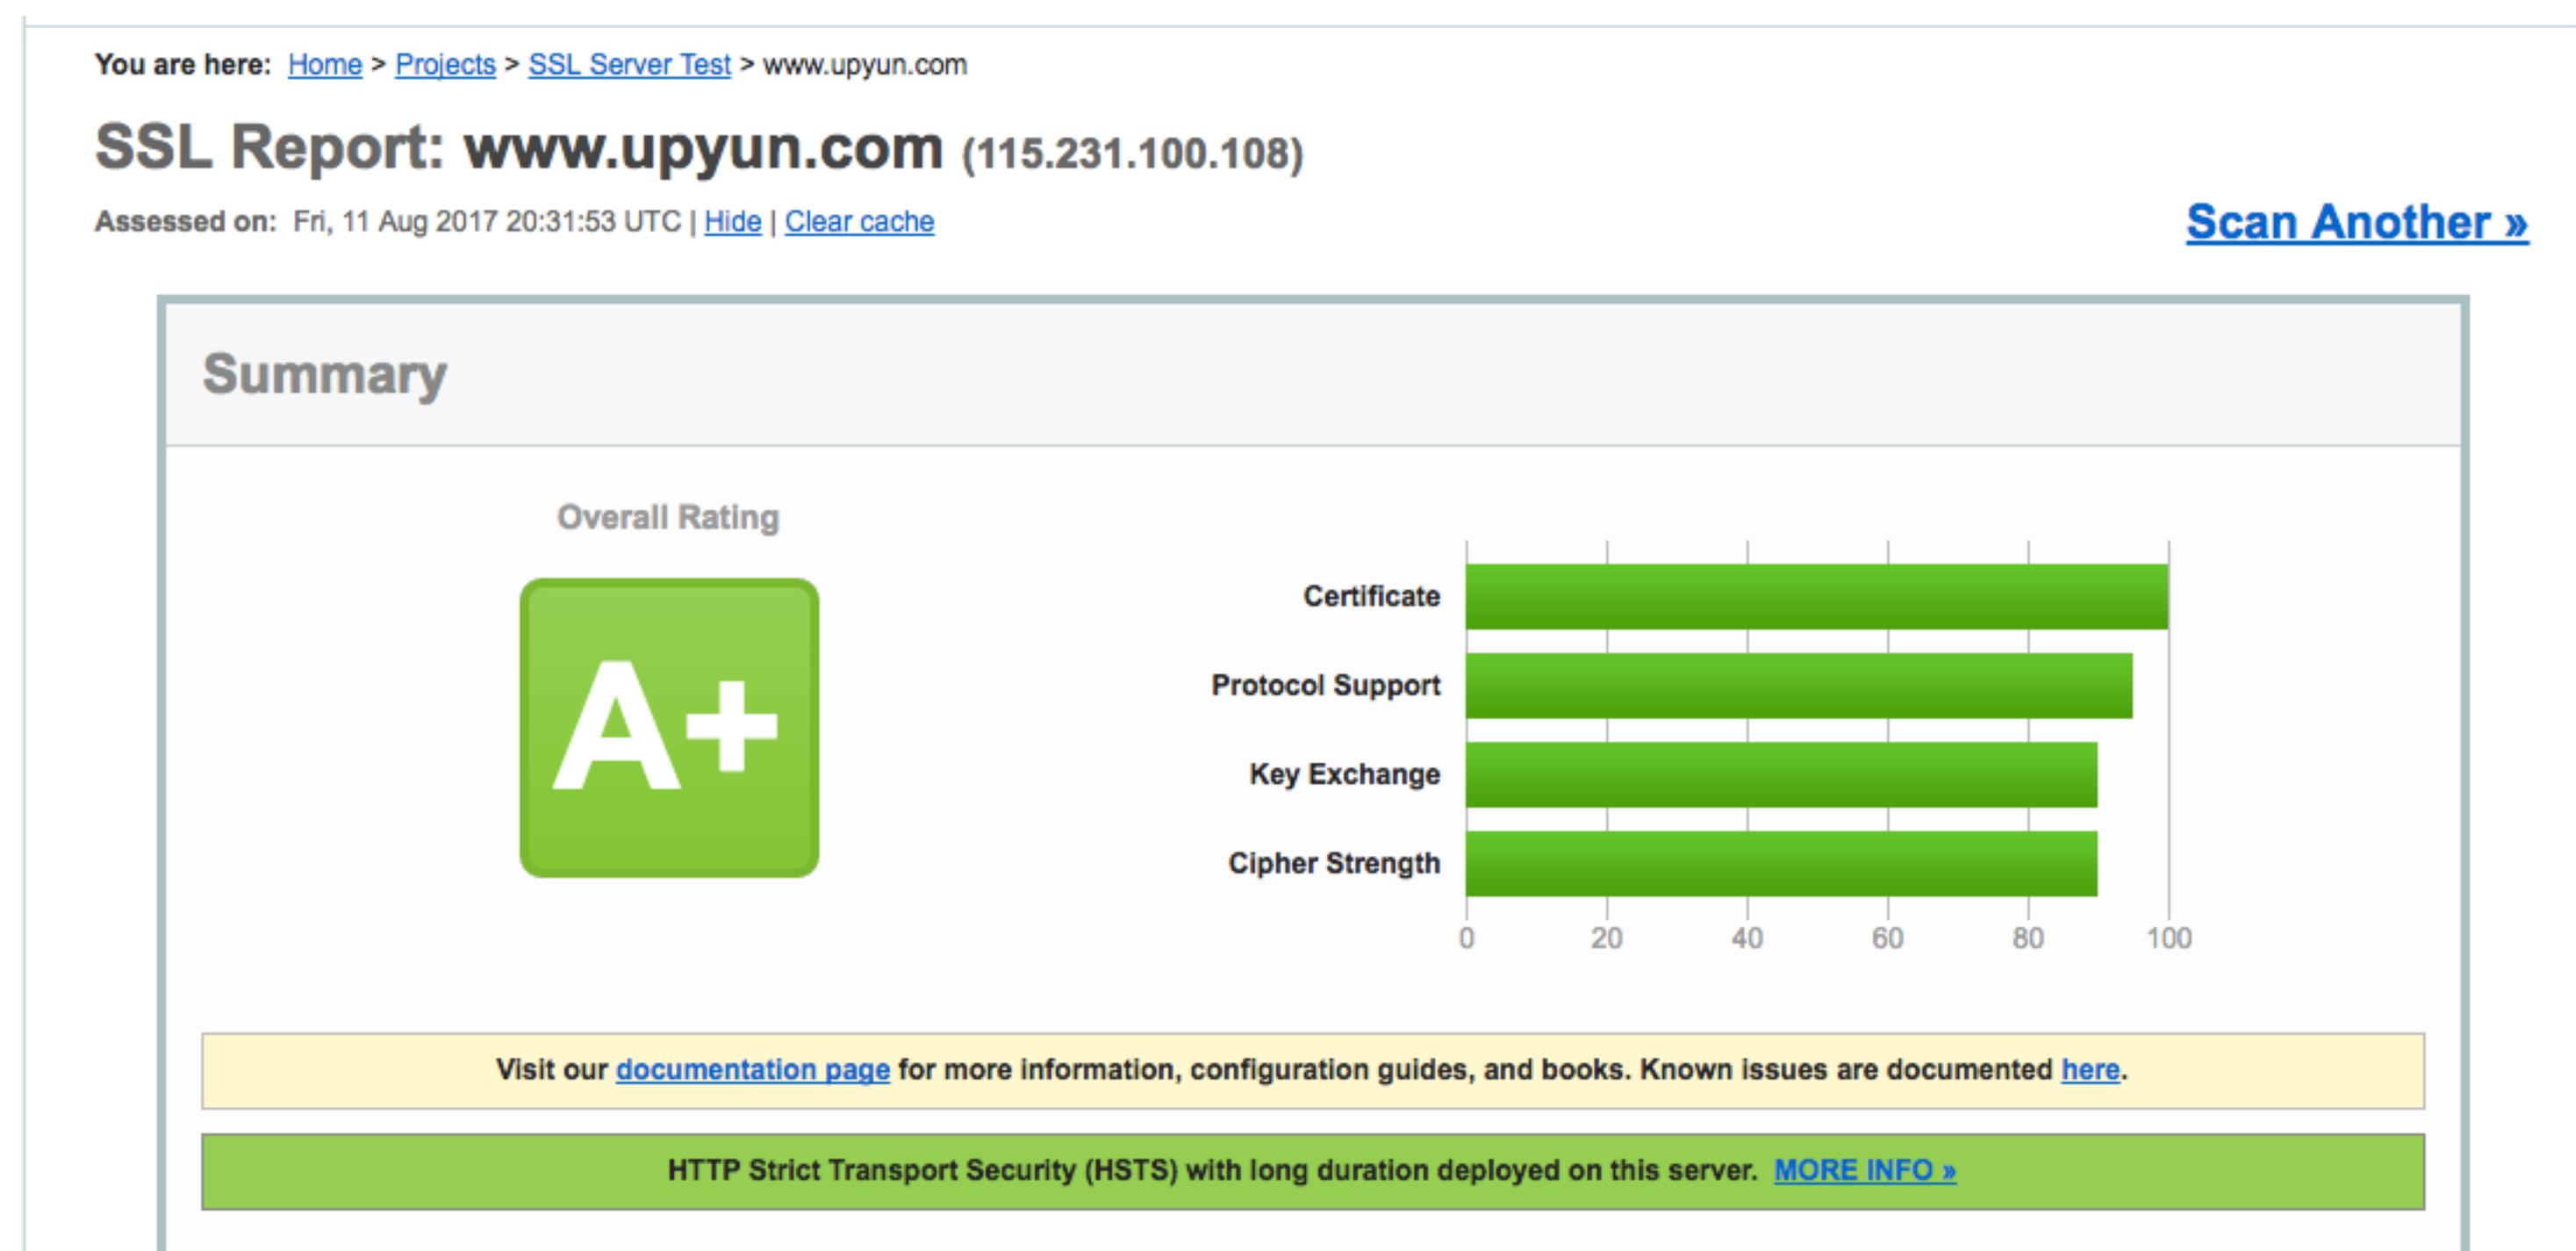 You are here: Home > Projects > SSL Server Test > www.upyun.com
SSL Report: www.upyun.com (115.231.100.108)
Assessed on: Fri, 11 Aug 2017 20:31:53 UTC | Hide | Clear cache
Scan Another »
Summary
Overall Rating
A+
Certificate
Protocol Support
Key Exchange
Cipher Strength
0 20 40 60 80 100
Visit our documentation page for more information, configuration guides, and books. Known issues are documented here.
HTTP Strict Transport Security (HSTS) with long duration deployed on this server. MORE INFO »